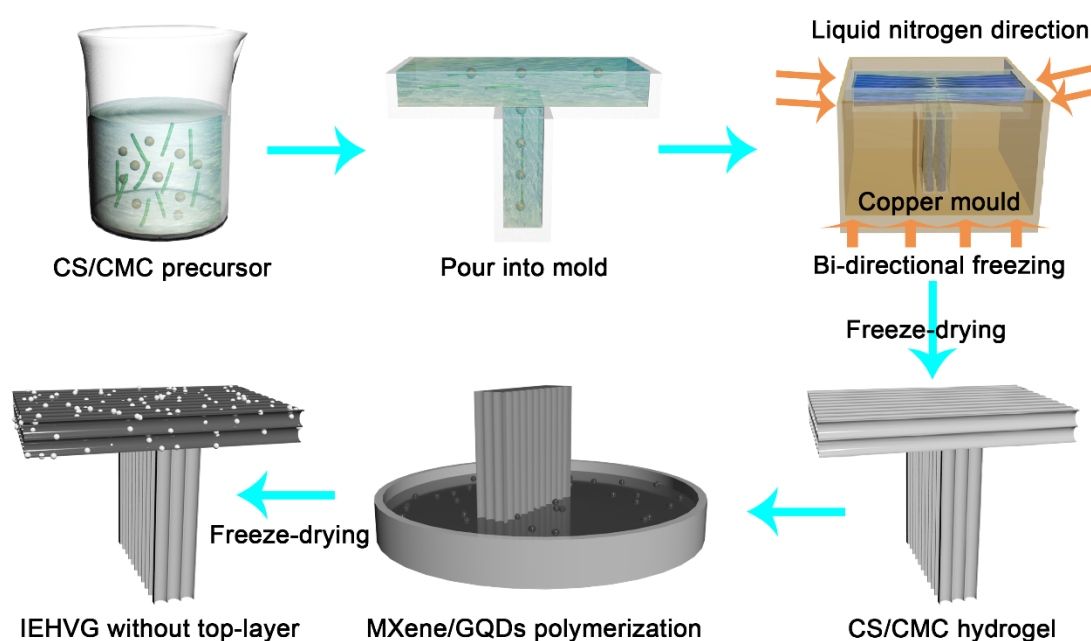 Liquid nitrogen direction
Copper mould
CS/CMC precursor
Pour into mold
Bi-directional freezing
Freeze-drying
Freeze-drying
IEHVG without top-layer
MXene/GQDs polymerization
CS/CMC hydrogel